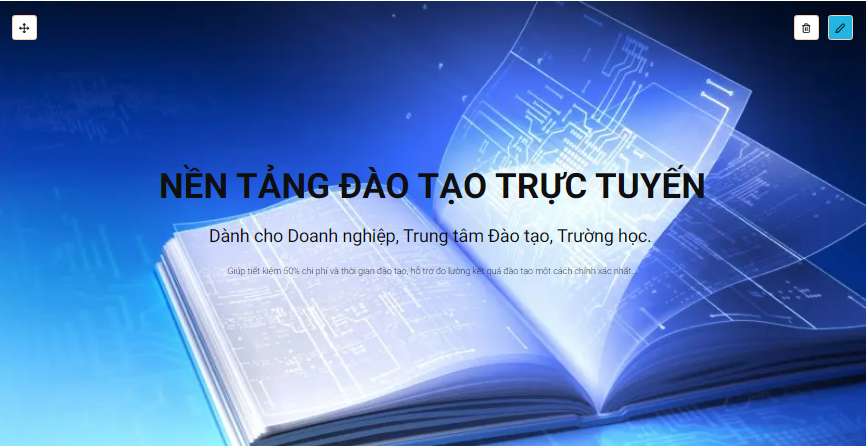 NỀN TẢNG ĐÀO TẠO TRỰC TUYẾN
Dành cho Doanh nghiệp, Trung tâm Đào tạo, Trường học.
Giúp tiết kiệm 50% chi phí và thời gian đào tạo, hỗ trợ đo lường kết quả đào tạo một cách chính xác nhất...